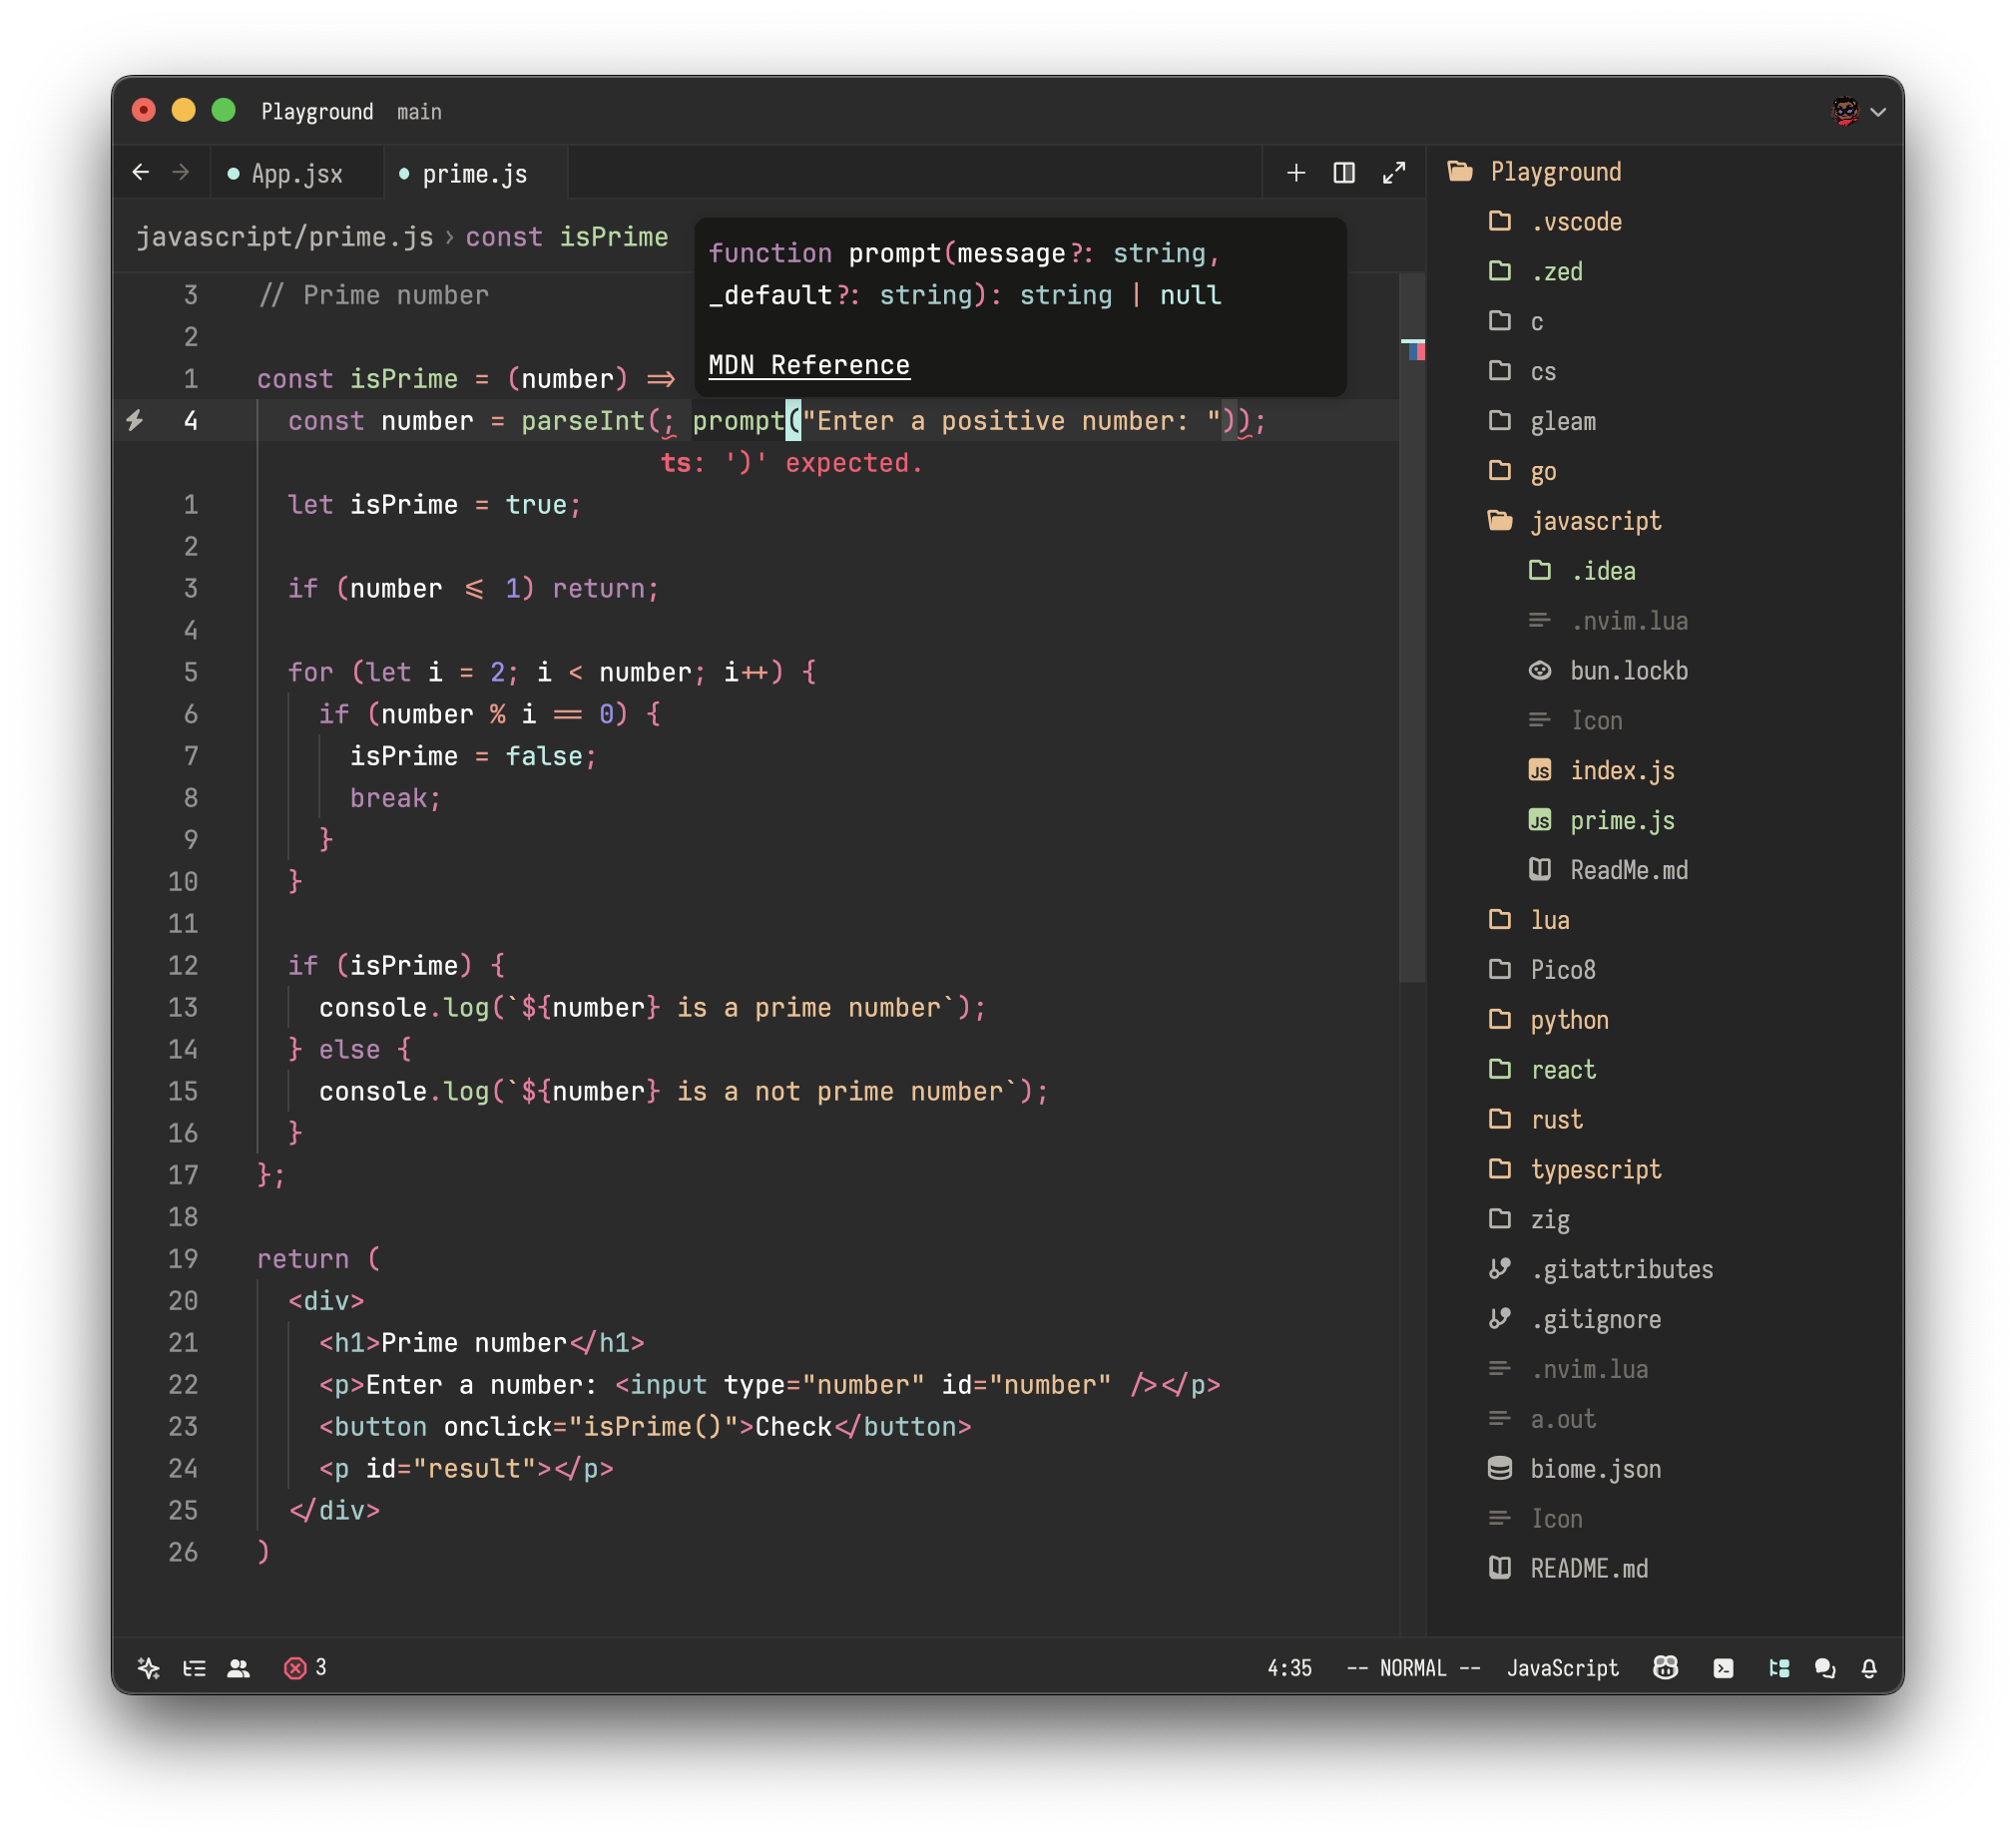 Playground main
App.jsx prime.js
javascript/prime.js › const isPrime
function prompt(message?: string,
_default?: string): string | null
MDN Reference
3 // Prime number
2
1 const isPrime = (number) =>
4 const number = parseInt(; prompt("Enter a positive number: "));
ts: ')' expected.
1 let isPrime = true;
2
3 if (number <= 1) return;
4
5 for (let i = 2; i < number; i++) {
6 if (number % i == 0) {
7 isPrime = false;
8 break;
9 }
10 }
11
12 if (isPrime) {
13 console.log(`${number} is a prime number`);
14 } else {
15 console.log(`${number} is a not prime number`);
16 }
17 };
18
19 return (
20 <div>
21 <h1>Prime number</h1>
22 <p>Enter a number: <input type="number" id="number" /></p>
23 <button onclick="isPrime()">Check</button>
24 <p id="result"></p>
25 </div>
26 )
Playground
.vscode
.zed
c
cs
gleam
go
javascript
.idea
.nvim.lua
bun.lockb
Icon
JS index.js
JS prime.js
ReadMe.md
lua
Pico8
python
react
rust
typescript
zig
.gitattributes
.gitignore
.nvim.lua
a.out
biome.json
Icon
README.md
3 4:35 -- NORMAL -- JavaScript